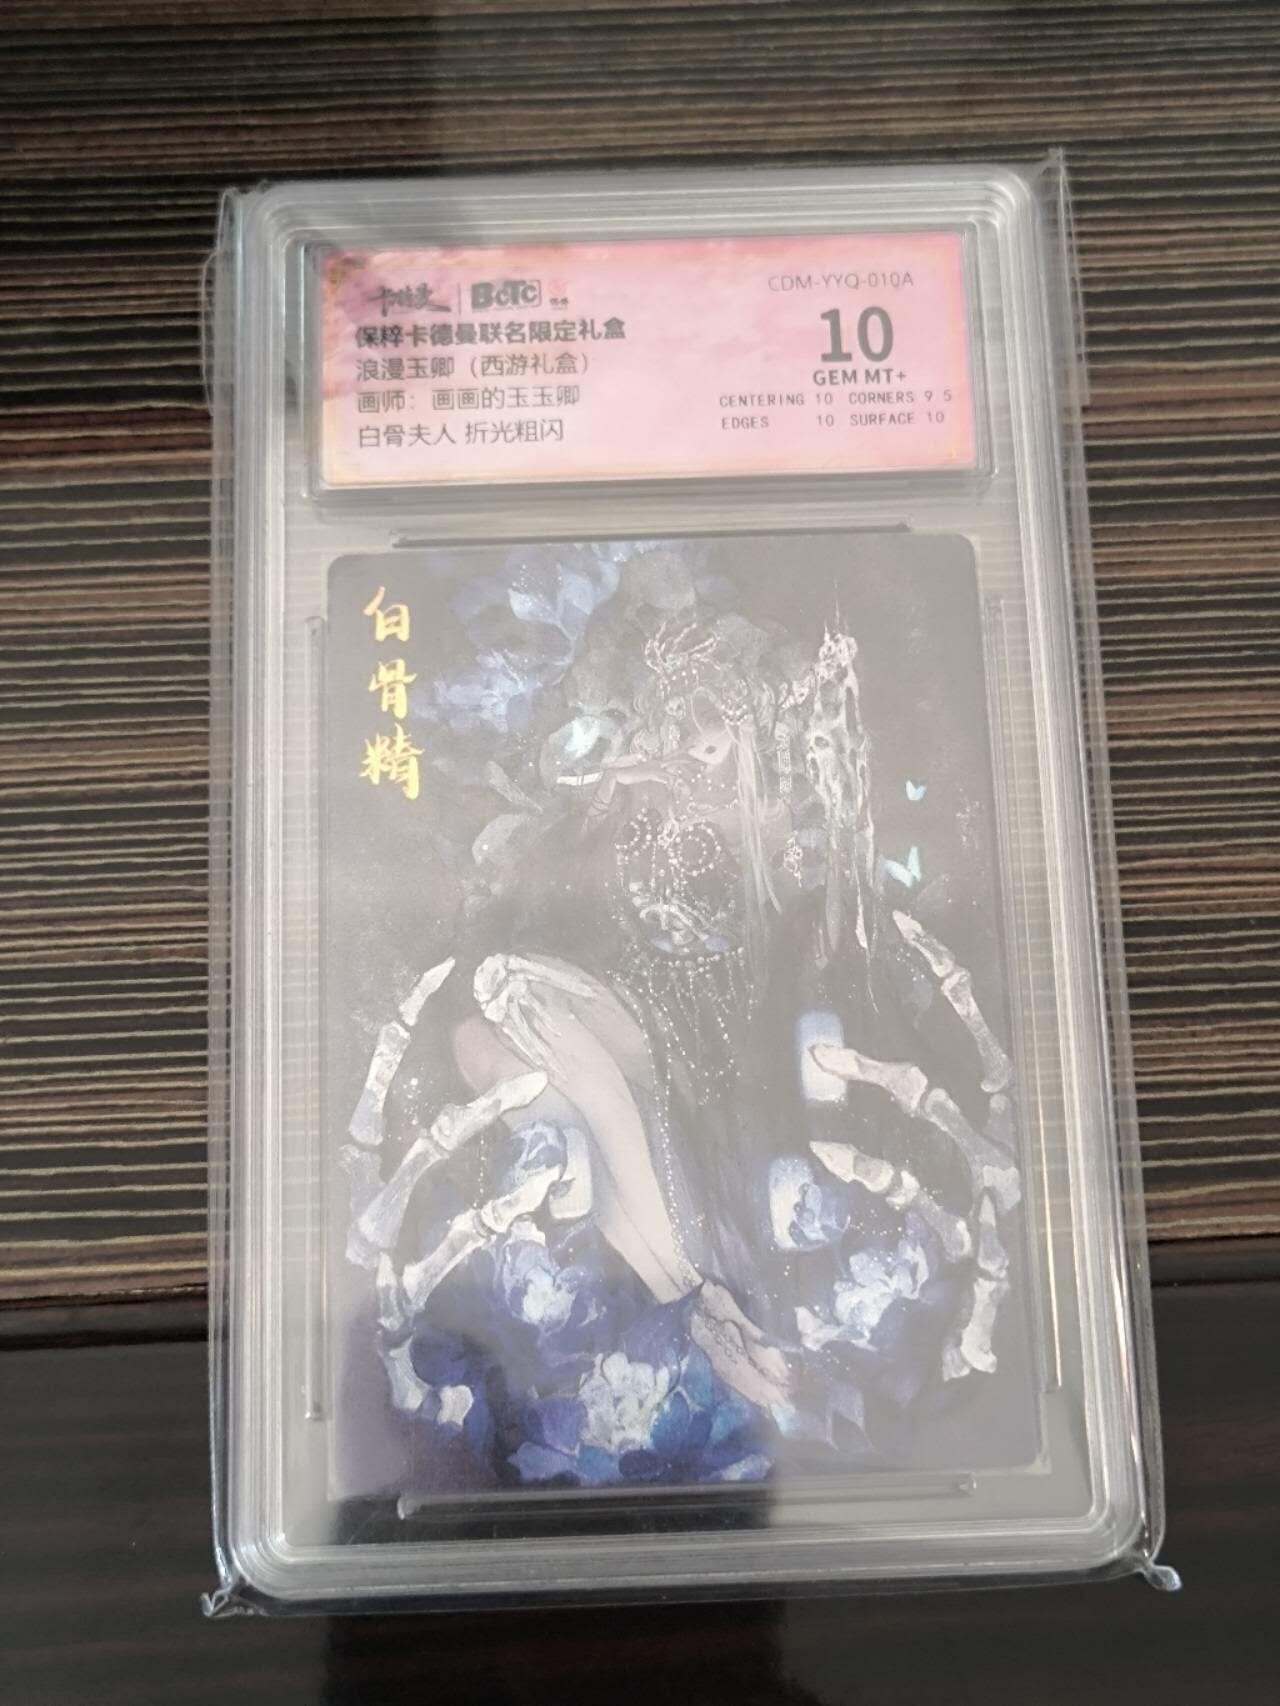 卡德曼 BCTC 保粹
CDM-YYQ-010A
保粹卡德曼联名限定礼盒
浪漫玉卿（西游礼盒）
画师：画画的玉玉卿
白骨夫人 折光粗闪
10
GEM MT+
CENTERING 10 CORNERS 9.5
EDGES 10 SURFACE 10
白骨精